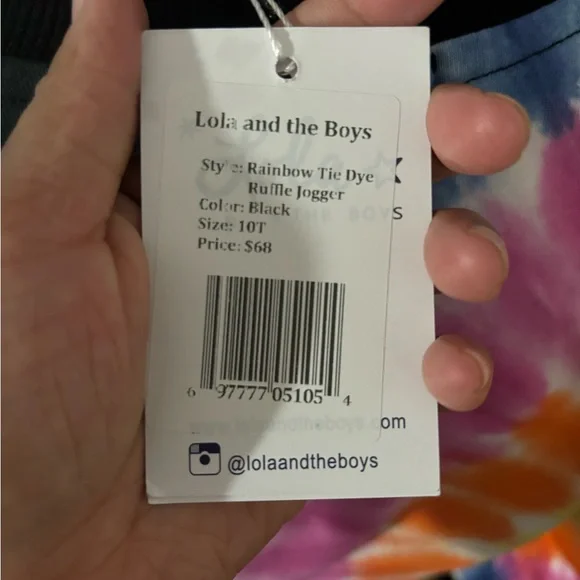 Lola and the Boys
Style: Rainbow Tie Dye
Ruffle Jogger
Color: Black
Size: 10T
Price: $68
6 97777 05105 4
s
om
@lolaandtheboys